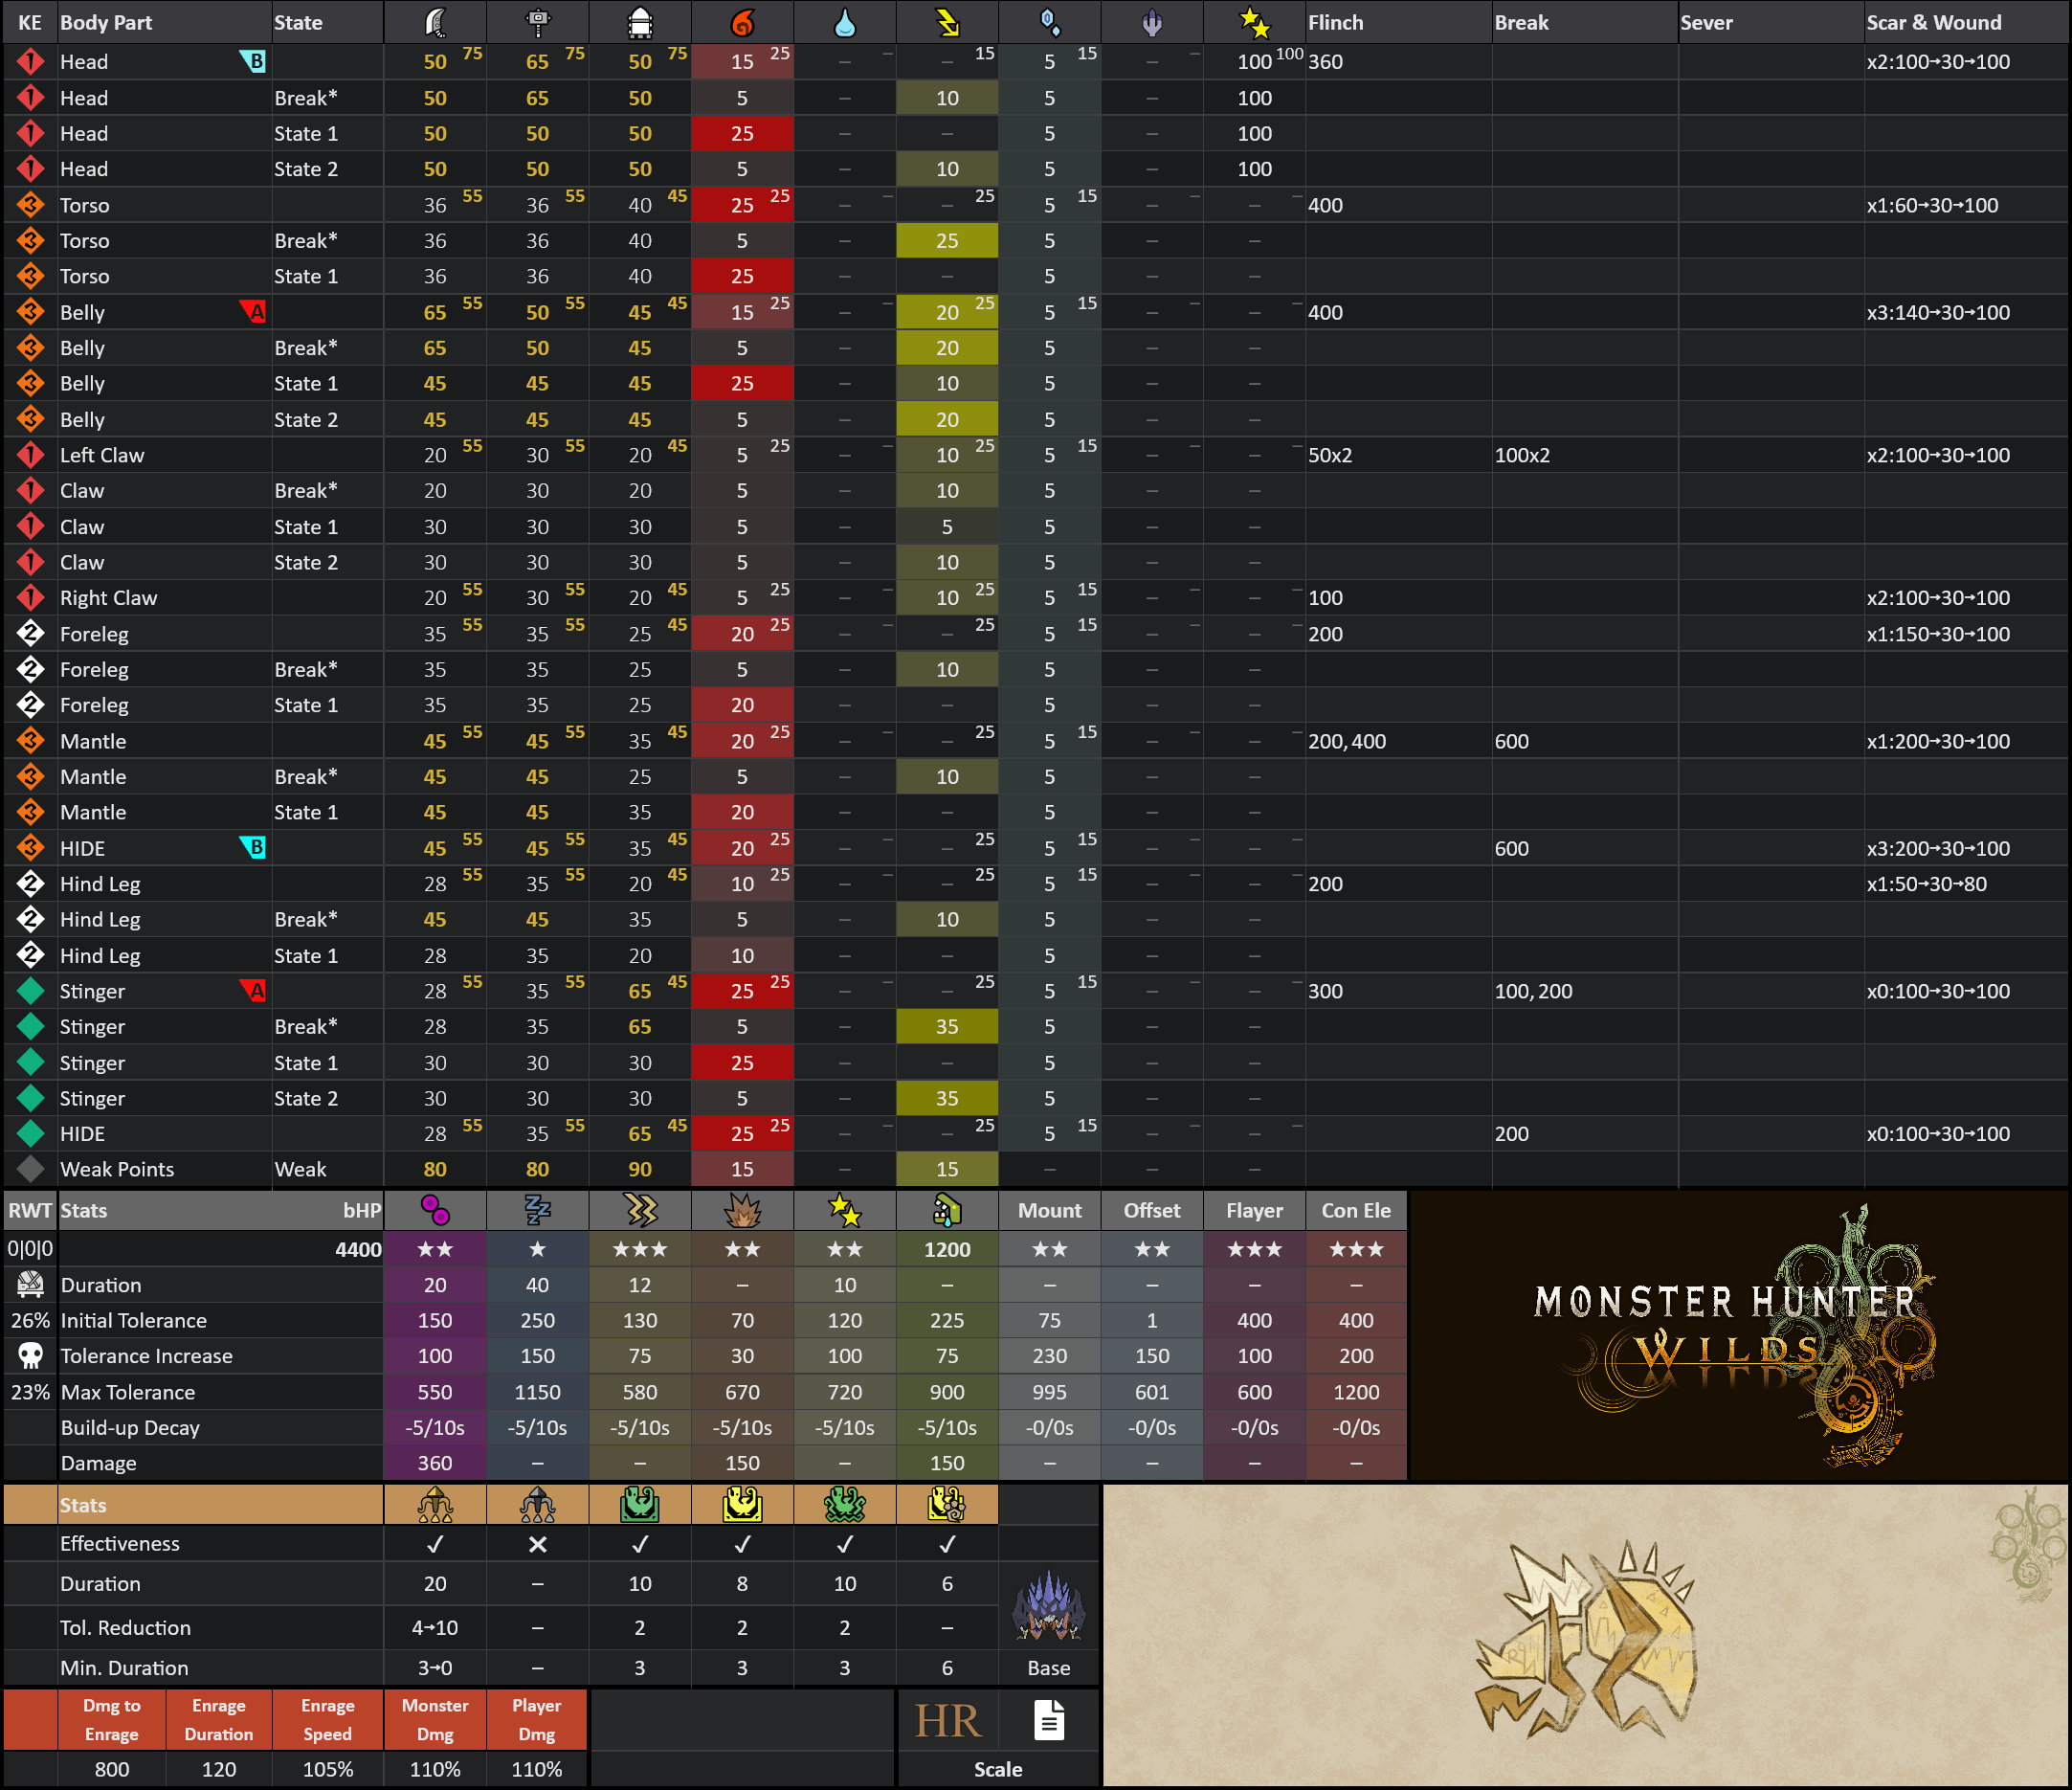 KE Body Part State Flinch Break Sever Scar & Wound
1 Head B 50 75 65 75 50 75 15 25 – – – 15 5 15 – – 100 100 360 x2:100→30→100
1 Head Break* 50 65 50 5 – 10 5 – 100
1 Head State 1 50 50 50 25 – – 5 – 100
1 Head State 2 50 50 50 5 – 10 5 – 100
3 Torso 36 55 36 55 40 45 25 25 – – – 25 5 15 – – – – 400 x1:60→30→100
3 Torso Break* 36 36 40 5 – 25 5 – –
3 Torso State 1 36 36 40 25 – – 5 – –
3 Belly A 65 55 50 55 45 45 15 25 – – 20 25 5 15 – – – – 400 x3:140→30→100
3 Belly Break* 65 50 45 5 – 20 5 – –
3 Belly State 1 45 45 45 25 – 10 5 – –
3 Belly State 2 45 45 45 5 – 20 5 – –
1 Left Claw 20 55 30 55 20 45 5 25 – – 10 25 5 15 – – – – 50x2 100x2 x2:100→30→100
1 Claw Break* 20 30 20 5 – 10 5 – –
1 Claw State 1 30 30 30 5 – 5 5 – –
1 Claw State 2 30 30 30 5 – 10 5 – –
1 Right Claw 20 55 30 55 20 45 5 25 – – 10 25 5 15 – – – – 100 x2:100→30→100
2 Foreleg 35 55 35 55 25 45 20 25 – – – 25 5 15 – – – – 200 x1:150→30→100
2 Foreleg Break* 35 35 25 5 – 10 5 – –
2 Foreleg State 1 35 35 25 20 – – 5 – –
3 Mantle 45 55 45 55 35 45 20 25 – – – 25 5 15 – – – – 200,400 600 x1:200→30→100
3 Mantle Break* 45 45 25 5 – 10 5 – –
3 Mantle State 1 45 45 35 20 – – 5 – –
3 HIDE B 45 55 45 55 35 45 20 25 – – – 25 5 15 – – – – 600 x3:200→30→100
2 Hind Leg 28 55 35 55 20 45 10 25 – – – 25 5 15 – – – – 200 x1:50→30→80
2 Hind Leg Break* 45 45 35 5 – 10 5 – –
2 Hind Leg State 1 28 35 20 10 – – 5 – –
Stinger A 28 55 35 55 65 45 25 25 – – – 25 5 15 – – – – 300 100,200 x0:100→30→100
Stinger Break* 28 35 65 5 – 35 5 – –
Stinger State 1 30 30 30 25 – – 5 – –
Stinger State 2 30 30 30 5 – 35 5 – –
HIDE 28 55 35 55 65 45 25 25 – – – 25 5 15 – – – – 200 x0:100→30→100
Weak Points Weak 80 80 90 15 – 15 – – –
RWT Stats bHP Mount Offset Flayer Con Ele
0|0|0 4400 ★★ ★ ★★★ ★★ ★★ 1200 ★★ ★★ ★★★ ★★★
Duration 20 40 12 – 10 – – – – –
26% Initial Tolerance 150 250 130 70 120 225 75 1 400 400
Tolerance Increase 100 150 75 30 100 75 230 150 100 200
23% Max Tolerance 550 1150 580 670 720 900 995 601 600 1200
Build-up Decay -5/10s -5/10s -5/10s -5/10s -5/10s -5/10s -0/0s -0/0s -0/0s -0/0s
Damage 360 – – 150 – 150 – – – –
MONSTER HUNTER
WILDS
Stats
Effectiveness ✓ ✕ ✓ ✓ ✓ ✓
Duration 20 – 10 8 10 6
Tol. Reduction 4→10 – 2 2 2 –
Min. Duration 3→0 – 3 3 3 6 Base
Dmg to Enrage Enrage Monster Player
Enrage Duration Speed Dmg Dmg
HR
800 120 105% 110% 110% Scale